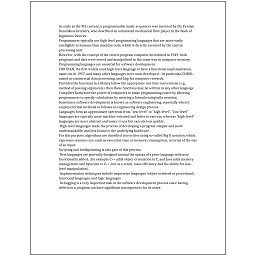 As early as the 9th century, a programmable music sequencer was invented by the Persian
Banu Musa brothers, who described an automated mechanical flute player in the Book of
Ingenious Devices.
Programmers typically use high-level programming languages that are more easily
intelligible to humans than machine code, which is directly executed by the central
processing unit.
However, with the concept of the stored-program computer introduced in 1949, both
programs and data were stored and manipulated in the same way in computer memory.
Programming languages are essential for software development.
FORTRAN, the first widely used high-level language to have a functional implementation,
came out in 1957, and many other languages were soon developed—in particular, COBOL
aimed at commercial data processing, and Lisp for computer research.
Provided the functions in a library follow the appropriate run-time conventions (e.g.,
method of passing arguments), then these functions may be written in any other language.
Compilers harnessed the power of computers to make programming easier by allowing
programmers to specify calculations by entering a formula using infix notation.
Sometimes software development is known as software engineering, especially when it
employs formal methods or follows an engineering design process.
Languages form an approximate spectrum from "low-level" to "high-level"; "low-level"
languages are typically more machine-oriented and faster to execute, whereas "high-level"
languages are more abstract and easier to use but execute less quickly.
High-level languages made the process of developing a program simpler and more
understandable, and less bound to the underlying hardware.
For this purpose, algorithms are classified into orders using so-called Big O notation, which
expresses resource use, such as execution time or memory consumption, in terms of the size
of an input.
Scripting and breakpointing is also part of this process.
New languages are generally designed around the syntax of a prior language with new
functionality added, (for example C++ adds object-orientation to C, and Java adds memory
management and bytecode to C++, but as a result, loses efficiency and the ability for low-
level manipulation).
Implementation techniques include imperative languages (object-oriented or procedural),
functional languages, and logic languages.
Debugging is a very important task in the software development process since having
defects in a program can have significant consequences for its users.